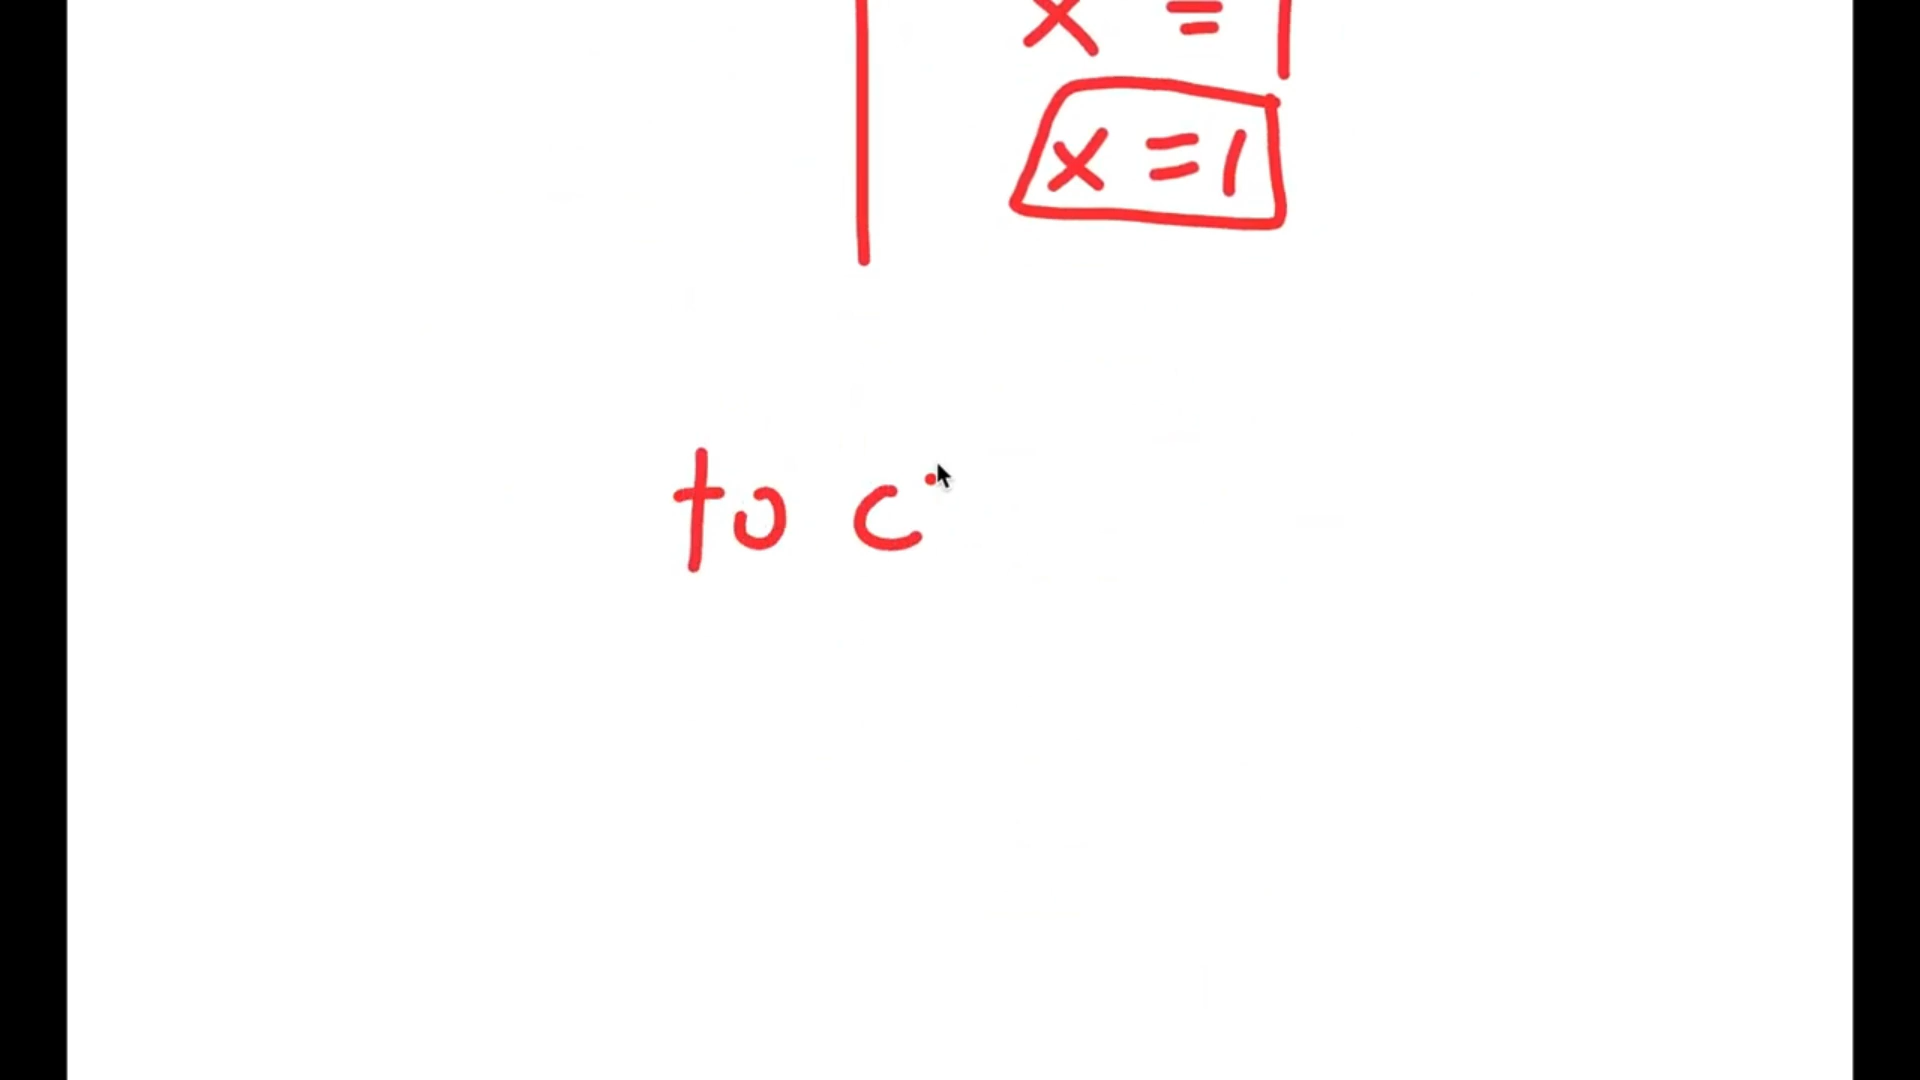 x = 1
x = 1
to c